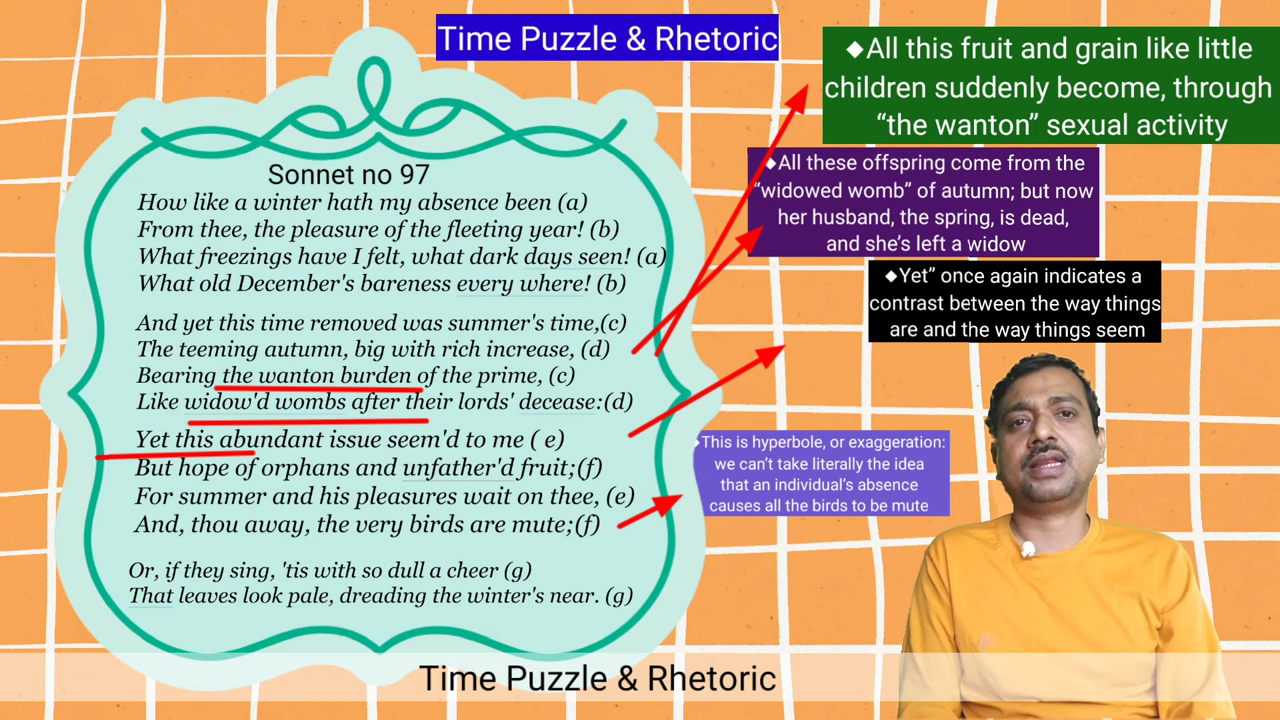 Time Puzzle & Rhetoric
Sonnet no 97
How like a winter hath my absence been (a)
From thee, the pleasure of the fleeting year! (b)
What freezings have I felt, what dark days seen! (a)
What old December's bareness every where! (b)
And yet this time removed was summer's time,(c)
The teeming autumn, big with rich increase, (d)
Bearing the wanton burden of the prime, (c)
Like widow'd wombs after their lords' decease:(d)
Yet this abundant issue seem'd to me ( e)
But hope of orphans and unfather'd fruit;(f)
For summer and his pleasures wait on thee, (e)
And, thou away, the very birds are mute;(f)
Or, if they sing, 'tis with so dull a cheer (g)
That leaves look pale, dreading the winter's near. (g)
◆All this fruit and grain like little
children suddenly become, through
“the wanton” sexual activity
◆All these offspring come from the
“widowed womb” of autumn; but now
her husband, the spring, is dead,
and she’s left a widow
◆Yet” once again indicates a
contrast between the way things
are and the way things seem
◆This is hyperbole, or exaggeration:
we can’t take literally the idea
that an individual’s absence
causes all the birds to be mute
Time Puzzle & Rhetoric